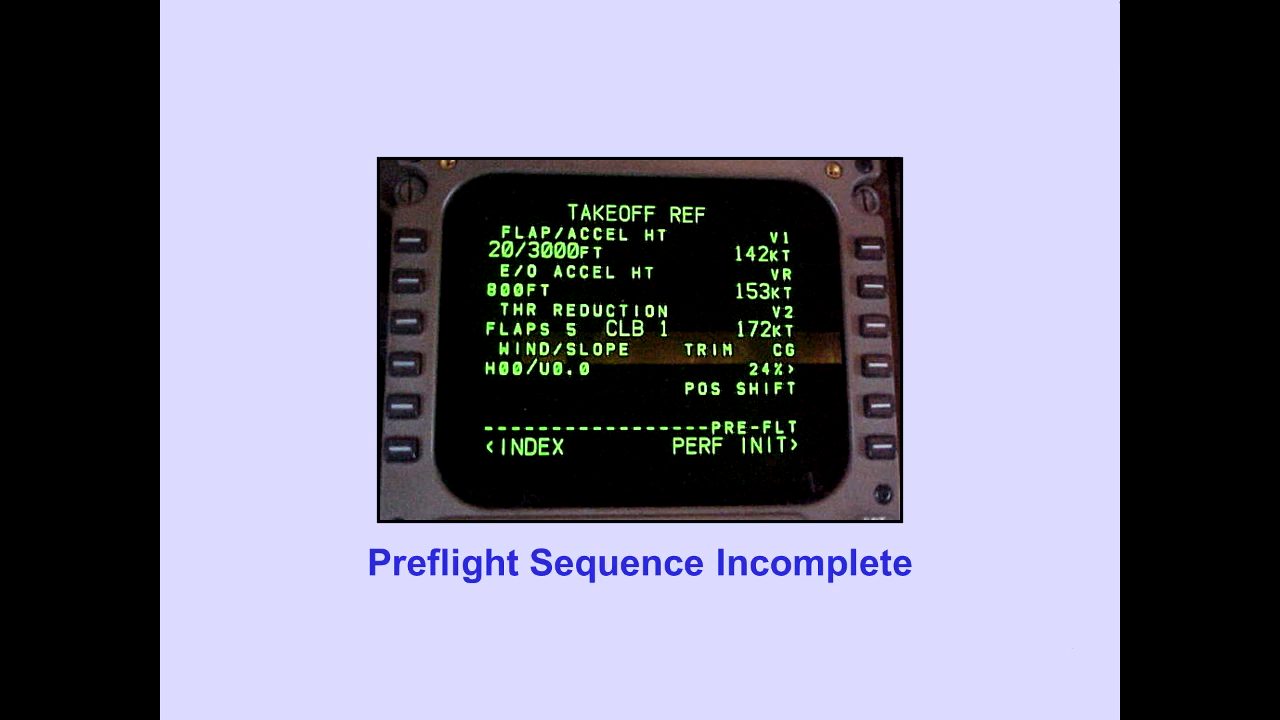 TAKEOFF REF
FLAP/ACCEL HT V1
20/3000FT 142KT
E/O ACCEL HT VR
800FT 153KT
THR REDUCTION V2
FLAPS 5 CLB 1 172KT
WIND/SLOPE TRIM CG
H00/U0.0 24%>
POS SHIFT
-----------------PRE-FLT
<INDEX PERF INIT>
Preflight Sequence Incomplete